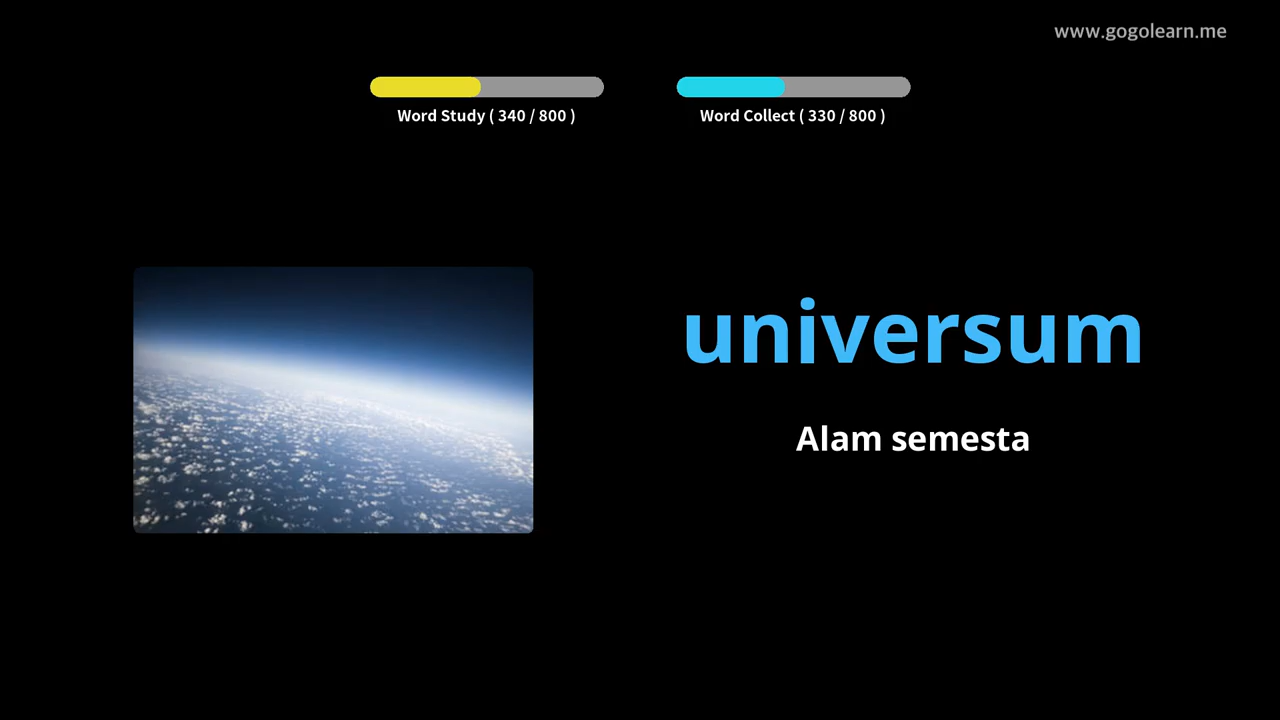 www.gogolearn.me
Word Study ( 340 / 800 )
Word Collect ( 330 / 800 )
universum
Alam semesta